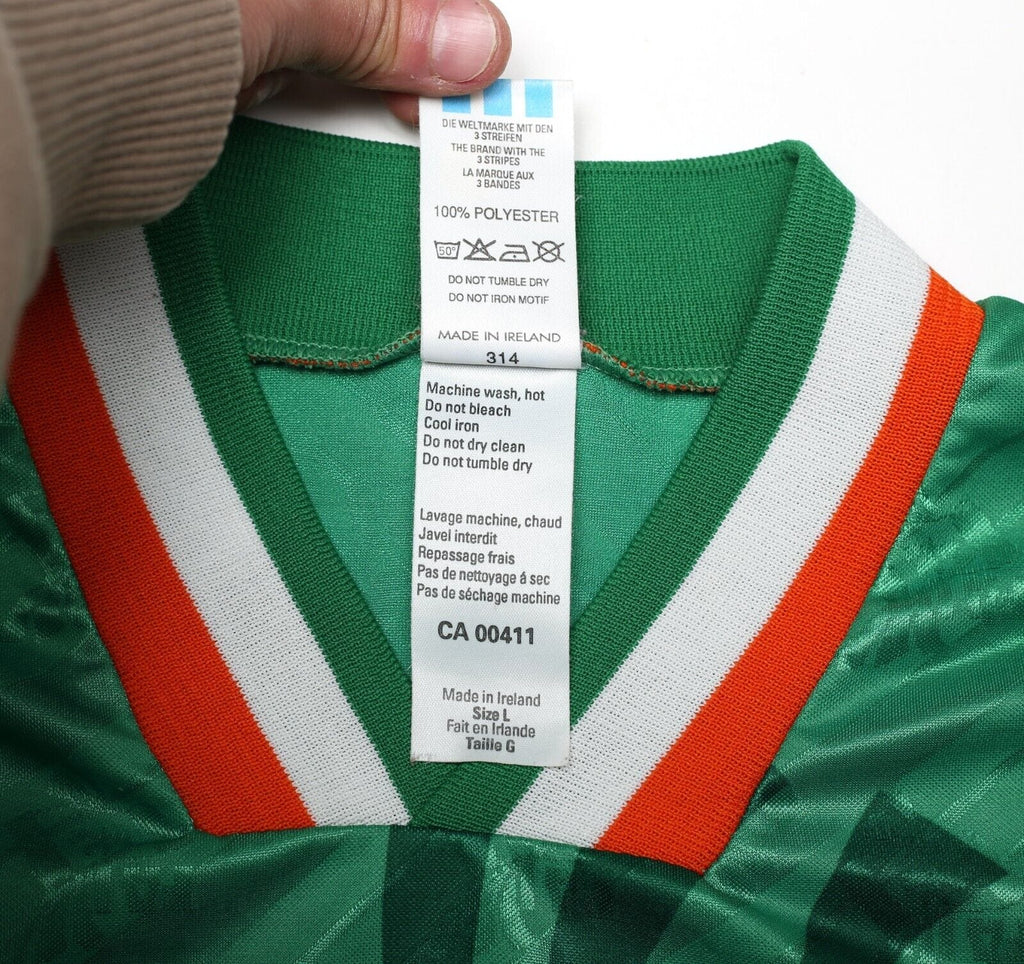 DIE WELTMARKE MIT DEN
3 STREIFEN
THE BRAND WITH THE
3 STRIPES
LA MARQUE AUX
3 BANDES
100% POLYESTER
50°
DO NOT TUMBLE DRY
DO NOT IRON MOTIF
MADE IN IRELAND
314
Machine wash, hot
Do not bleach
Cool iron
Do not dry clean
Do not tumble dry
Lavage machine, chaud
Javel interdit
Repassage frais
Pas de nettoyage á sec
Pas de séchage machine
CA 00411
Made in Ireland
Size L
Fait en Irlande
Taille G